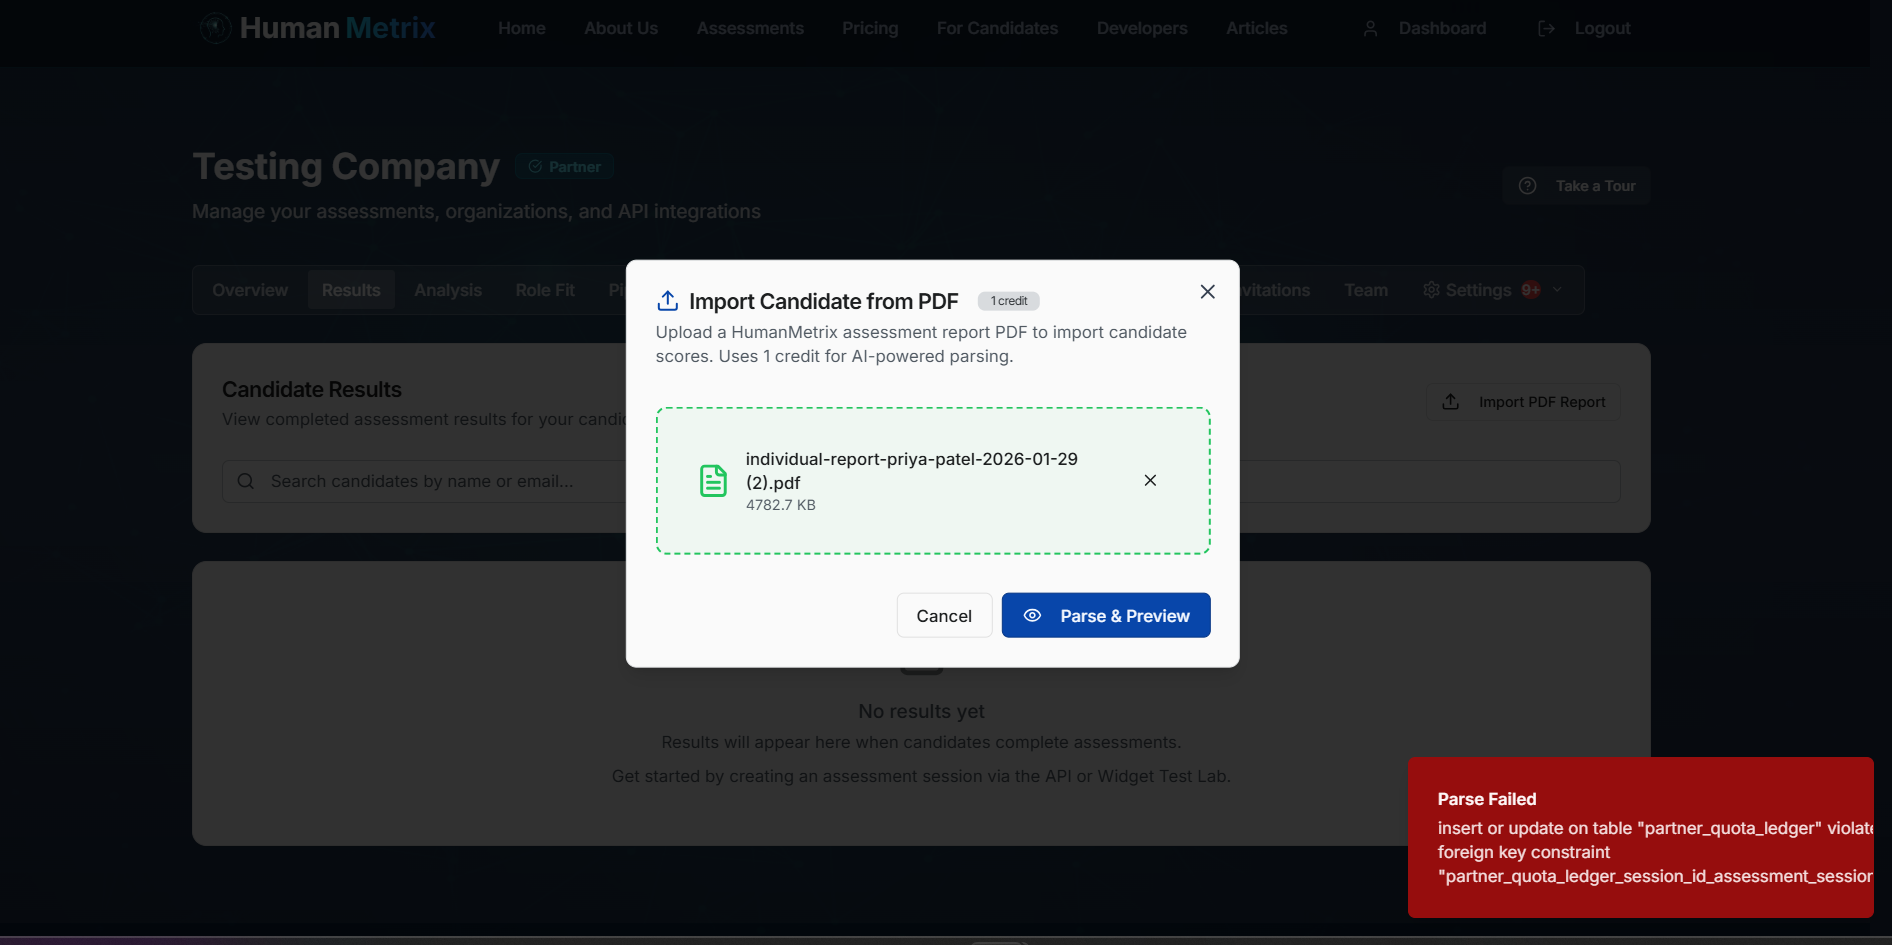 HumanMetrix
Home
About Us
Assessments
Pricing
For Candidates
Developers
Articles
Dashboard
Logout
Testing Company
Partner
Manage your assessments, organizations, and API integrations
Take a Tour
Overview
Results
Analysis
Role Fit
Team
Settings
9+
Import Candidate from PDF
1 credit
Upload a HumanMetrix assessment report PDF to import candidate
scores. Uses 1 credit for AI-powered parsing.
Candidate Results
View completed assessment results for your
Import PDF Report
Search candidates by name or email...
individual-report-priya-patel-2026-01-29
(2).pdf
4782.7 KB
Cancel
Parse & Preview
No results yet
Results will appear here when candidates complete assessments.
Get started by creating an assessment session via the API or Widget Test Lab.
Parse Failed
insert or update on table "partner_quota_ledger"
foreign key constraint